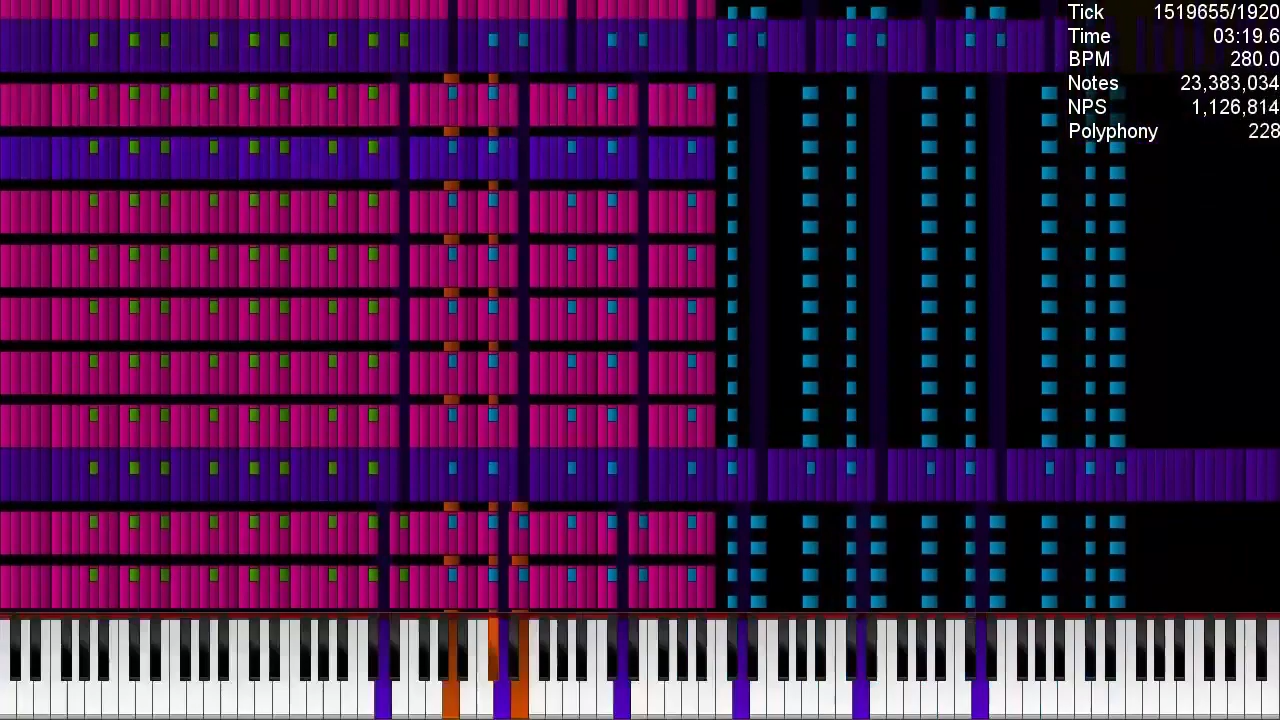 Tick 1519655/1920
Time 03:19.6
BPM 280.0
Notes 23,383,034
NPS 1,126,814
Polyphony 228